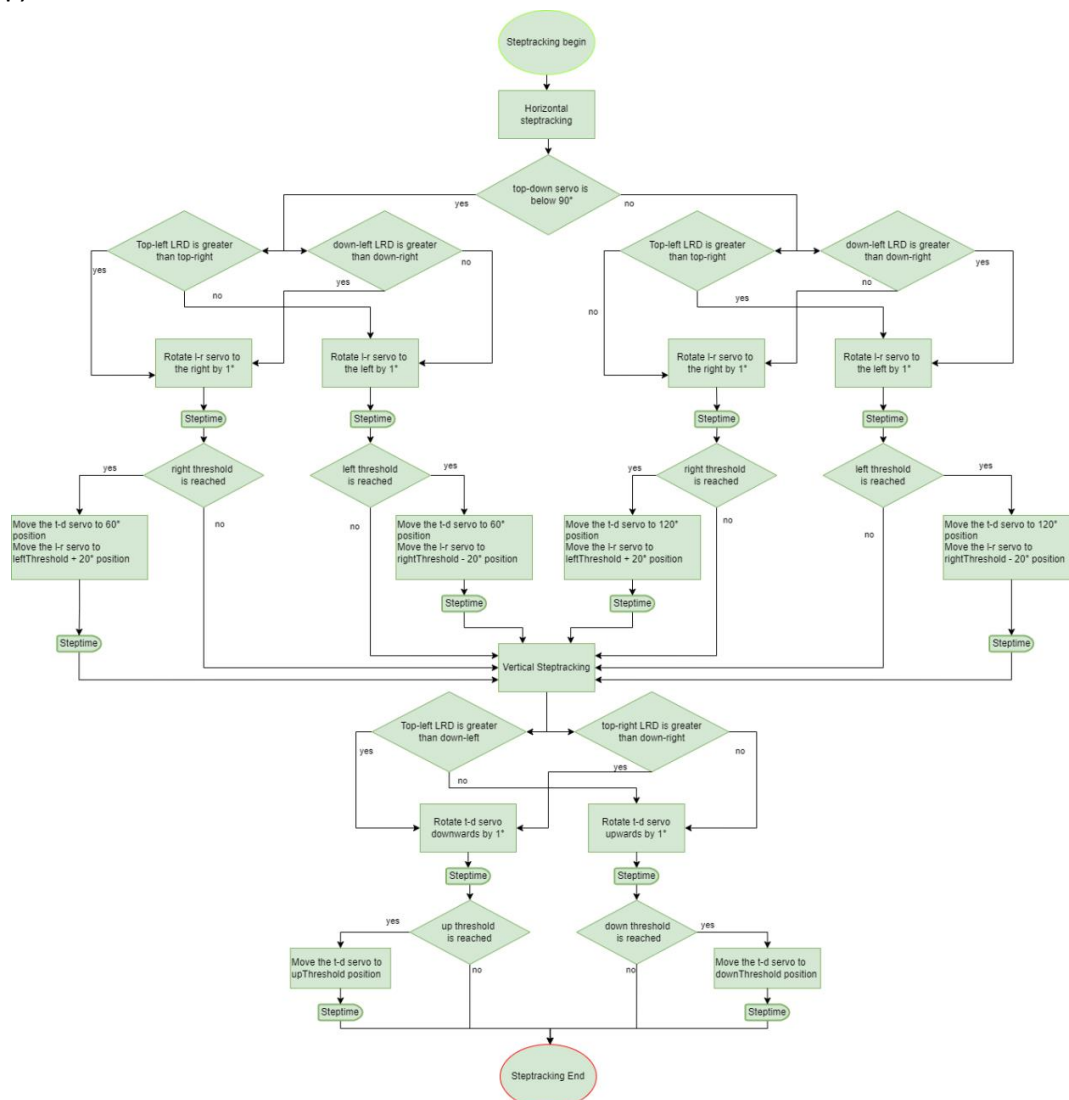 Steptracking begin
Horizontal
steptracking
top-down servo is
below 90°
yes
no
Top-left LRD is greater
than top-right
down-left LRD is greater
than down-right
Top-left LRD is greater
than top-right
down-left LRD is greater
than down-right
yes
no
yes
no
no
yes
no
yes
Rotate l-r servo to
the right by 1°
Rotate l-r servo to
the left by 1°
Rotate l-r servo to
the right by 1°
Rotate l-r servo to
the left by 1°
Steptime
Steptime
Steptime
Steptime
right threshold
is reached
left threshold
is reached
right threshold
is reached
left threshold
is reached
yes
no
yes
no
yes
no
yes
no
Move the t-d servo to 60°
position
Move the l-r servo to
leftThreshold + 20° position
Move the t-d servo to 60°
position
Move the l-r servo to
rightThreshold - 20° position
Move the t-d servo to 120°
position
Move the l-r servo to
leftThreshold + 20° position
Move the t-d servo to 120°
position
Move the l-r servo to
rightThreshold - 20° position
Steptime
Steptime
Steptime
Steptime
Vertical Steptracking
Top-left LRD is greater
than down-left
top-right LRD is greater
than down-right
yes
no
yes
no
Rotate t-d servo
downwards by 1°
Rotate t-d servo
upwards by 1°
Steptime
Steptime
up threshold
is reached
down threshold
is reached
yes
no
no
yes
Move the t-d servo to
upThreshold position
Move the t-d servo to
downThreshold position
Steptime
Steptime
Steptracking End